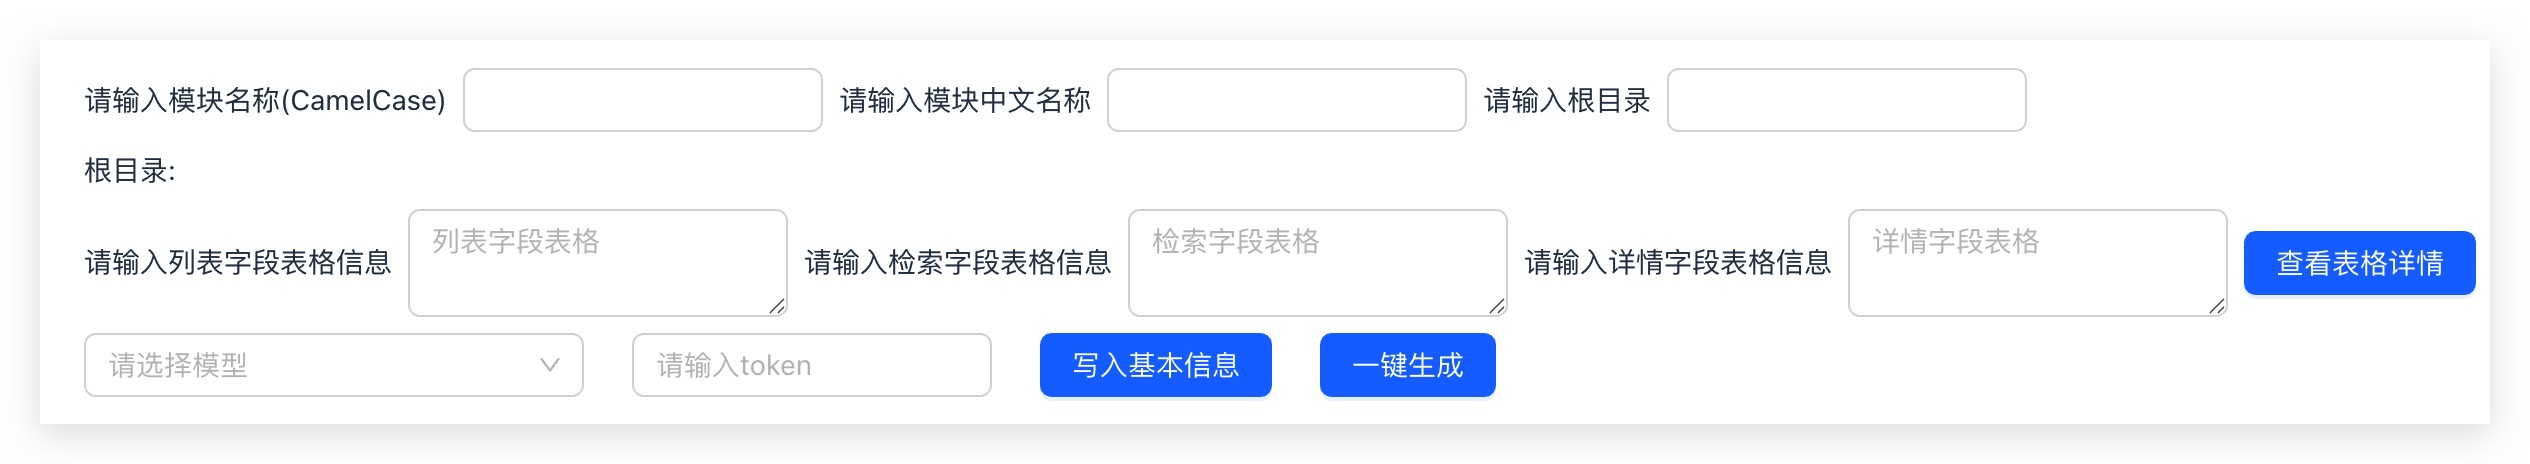 请输入模块名称(CamelCase) 请输入模块中文名称 请输入根目录
根目录:
请输入列表字段表格信息 列表字段表格 请输入检索字段表格信息 检索字段表格 请输入详情字段表格信息 详情字段表格 查看表格详情
请选择模型 请输入token 写入基本信息 一键生成